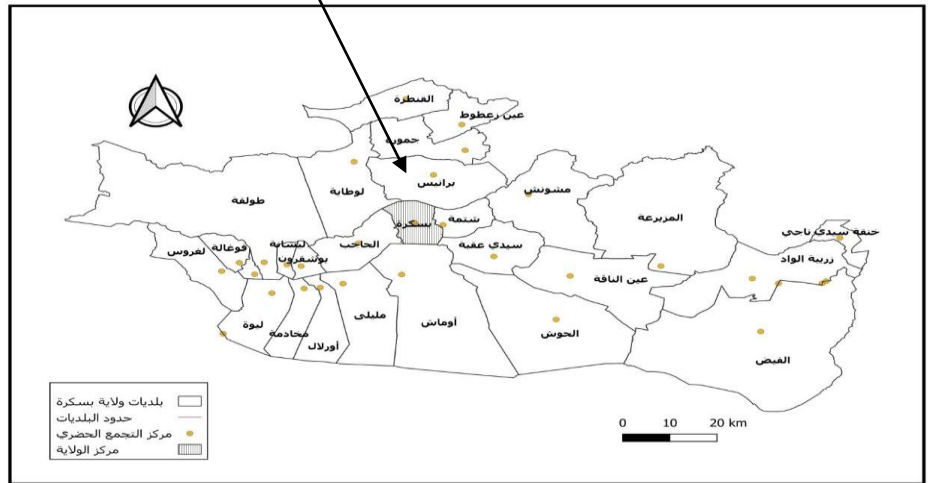 القنطرة
عين زعطوط
جمورة
برانيس
لوطاية
مشونش
طولقة
المزيرعة
شتمة
بسكرة
خنقة سيدي ناجي
الحاجب
سيدي عقبة
زريبة الواد
لفروس
فوغالة
ليشانة
بوشقرون
عين الناقة
ليوة
مخادمة
أورلال
مليلي
أوماش
الحوش
الفيض
بلديات ولاية بسكرة
حدود البلديات
مركز التجمع الحضري
مركز الولاية
0 10 20 km